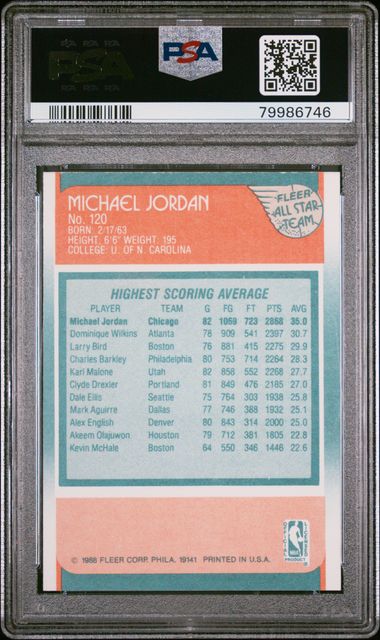 PSA
PSA
79986746
MICHAEL JORDAN
No. 120
BORN: 2/17/63
HEIGHT: 6'6" WEIGHT: 195
COLLEGE: U. OF N. CAROLINA
FLEER
ALL STAR
TEAM
HIGHEST SCORING AVERAGE
PLAYER TEAM G FG FT PTS AVG
Michael Jordan Chicago 82 1069 723 2868 35.0
Dominique Wilkins Atlanta 78 909 541 2397 30.7
Larry Bird Boston 76 881 415 2275 29.9
Charles Barkley Philadelphia 80 753 714 2264 28.3
Karl Malone Utah 82 858 552 2268 27.7
Clyde Drexler Portland 81 849 476 2185 27.0
Dale Ellis Seattle 75 764 303 1938 25.8
Mark Aguirre Dallas 77 746 388 1932 25.1
Alex English Denver 80 843 314 2000 25.0
Akeem Olajuwon Houston 79 712 381 1805 22.8
Kevin McHale Boston 64 550 346 1446 22.6
© 1988 FLEER CORP. PHILA. 19141 PRINTED IN U.S.A.
NBA
PRODUCT